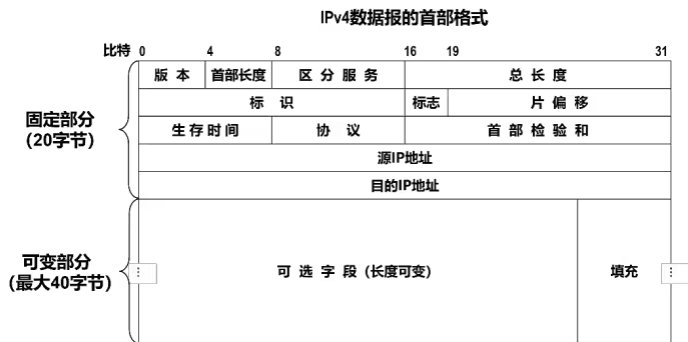 IPv4数据报的首部格式
比特 0 4 8 16 19 31
版 本 首部长度 区 分 服 务 总 长 度
标 识 标志 片 偏 移
固定部分
（20字节）
生 存 时 间 协 议 首 部 检 验 和
源IP地址
目的IP地址
可变部分
（最大40字节）
可 选 字 段（长度可变） 填充